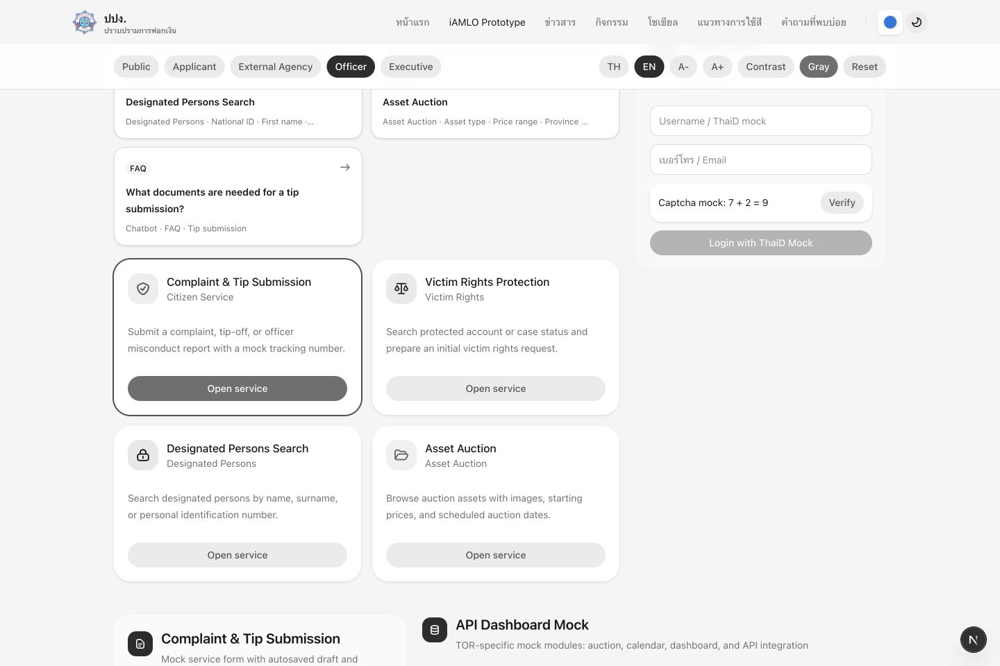 ปปง.
ปราบปรามการฟอกเงิน
หน้าแรก
iAMLO Prototype
ข่าวสาร
กิจกรรม
โซเชียล
แนวทางการใช้สี
คำถามที่พบบ่อย
Public
Applicant
External Agency
Officer
Executive
TH
EN
A-
A+
Contrast
Gray
Reset
Designated Persons Search
Designated Persons · National ID · First name ·...
Asset Auction
Asset Auction · Asset type · Price range · Province ...
FAQ
What documents are needed for a tip
submission?
Chatbot · FAQ · Tip submission
Username / ThaiD mock
เบอร์โทร / Email
Captcha mock: 7 + 2 = 9
Verify
Login with ThaiD Mock
Complaint & Tip Submission
Citizen Service
Submit a complaint, tip-off, or officer
misconduct report with a mock tracking number.
Open service
Victim Rights Protection
Victim Rights
Search protected account or case status and
prepare an initial victim rights request.
Open service
Designated Persons Search
Designated Persons
Search designated persons by name, surname,
or personal identification number.
Open service
Asset Auction
Asset Auction
Browse auction assets with images, starting
prices, and scheduled auction dates.
Open service
Complaint & Tip Submission
Mock service form with autosaved draft and
API Dashboard Mock
TOR-specific mock modules: auction, calendar, dashboard, and API integration
N